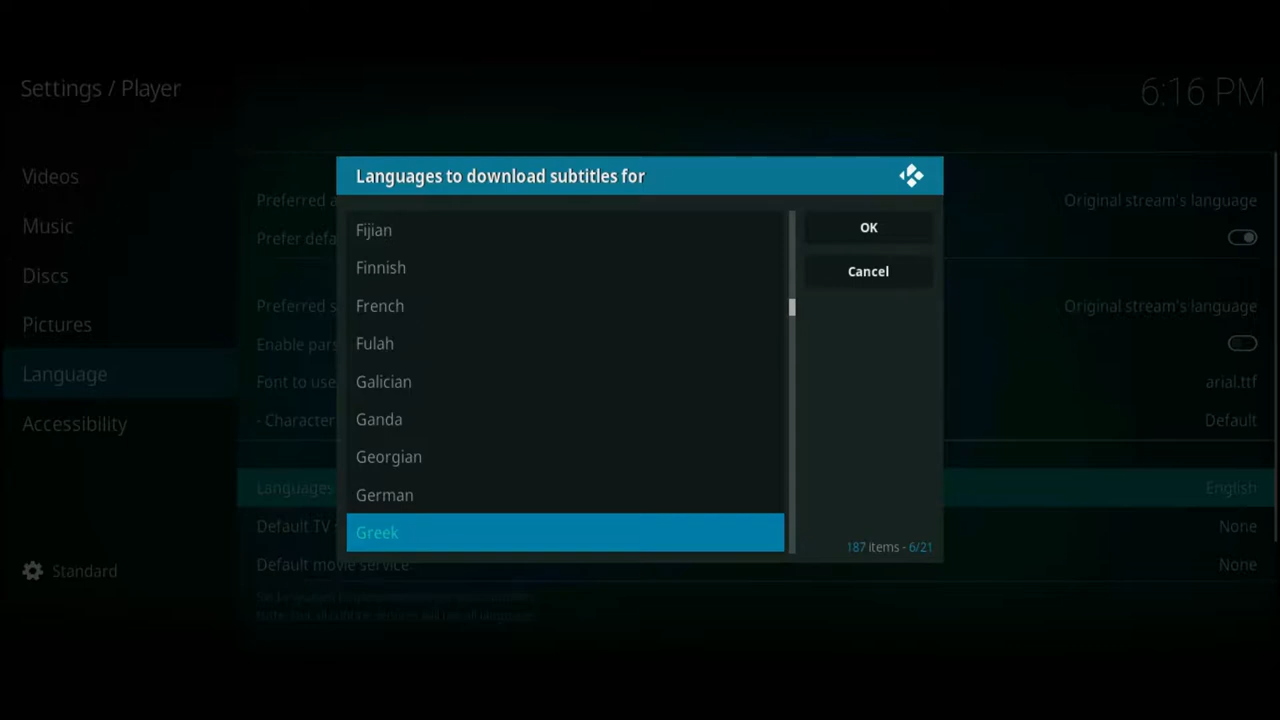 Settings / Player
6:16 PM
Videos
Music
Discs
Pictures
Language
Accessibility
Standard
Preferred
Original stream's language
Prefer
Preferred
Original stream's language
Enable
Font to use
arial.ttf
- Character
Default
Languages
English
Default TV
None
Default movie service
None
Languages to download subtitles for
Fijian
Finnish
French
Fulah
Galician
Ganda
Georgian
German
Greek
OK
Cancel
187 items - 6/21